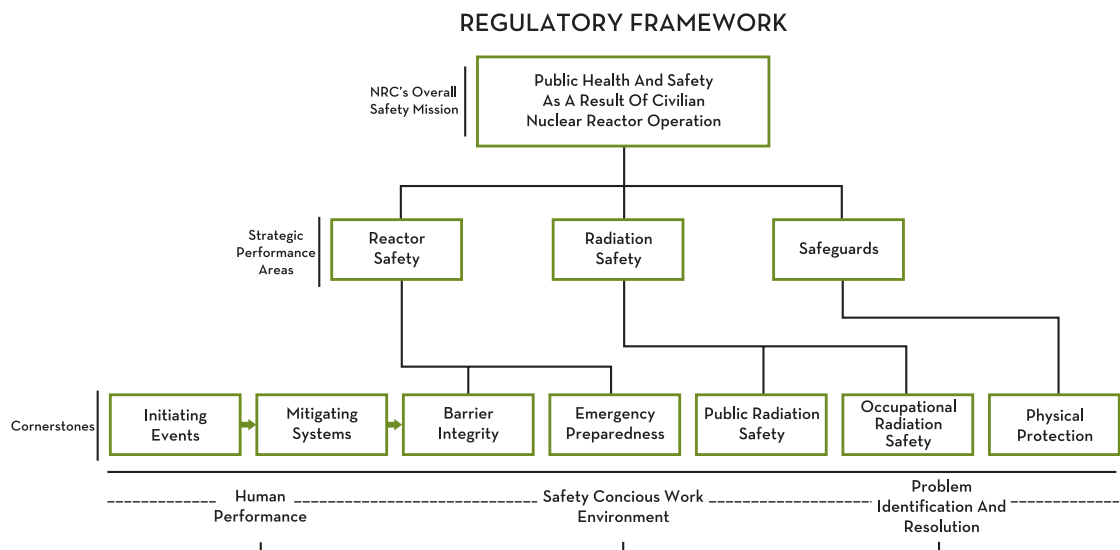 REGULATORY FRAMEWORK
NRC's Overall
Safety Mission
Public Health And Safety
As A Result Of Civilian
Nuclear Reactor Operation
Strategic
Performance
Areas
Reactor
Safety
Radiation
Safety
Safeguards
Cornerstones
Initiating
Events
Mitigating
Systems
Barrier
Integrity
Emergency
Preparedness
Public Radiation
Safety
Occupational
Radiation
Safety
Physical
Protection
Human
Performance
Safety Concious Work
Environment
Problem
Identification And
Resolution